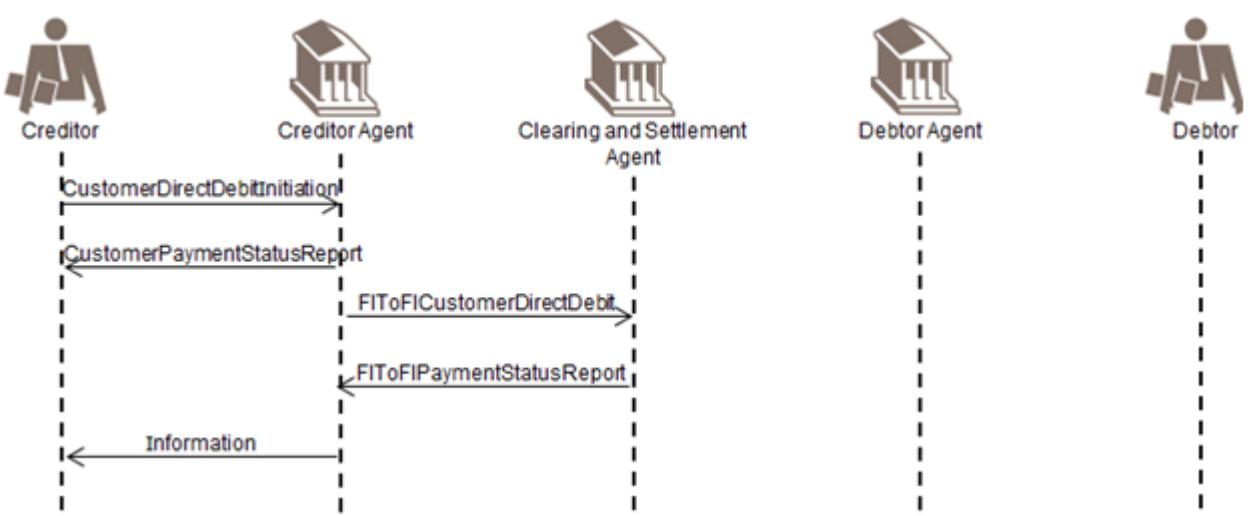 Creditor
Creditor Agent
Clearing and Settlement
Agent
Debtor Agent
Debtor
CustomerDirectDebitInitiation
CustomerPaymentStatusReport
FIToFICustomerDirectDebit
FIToFIPaymentStatusReport
Information